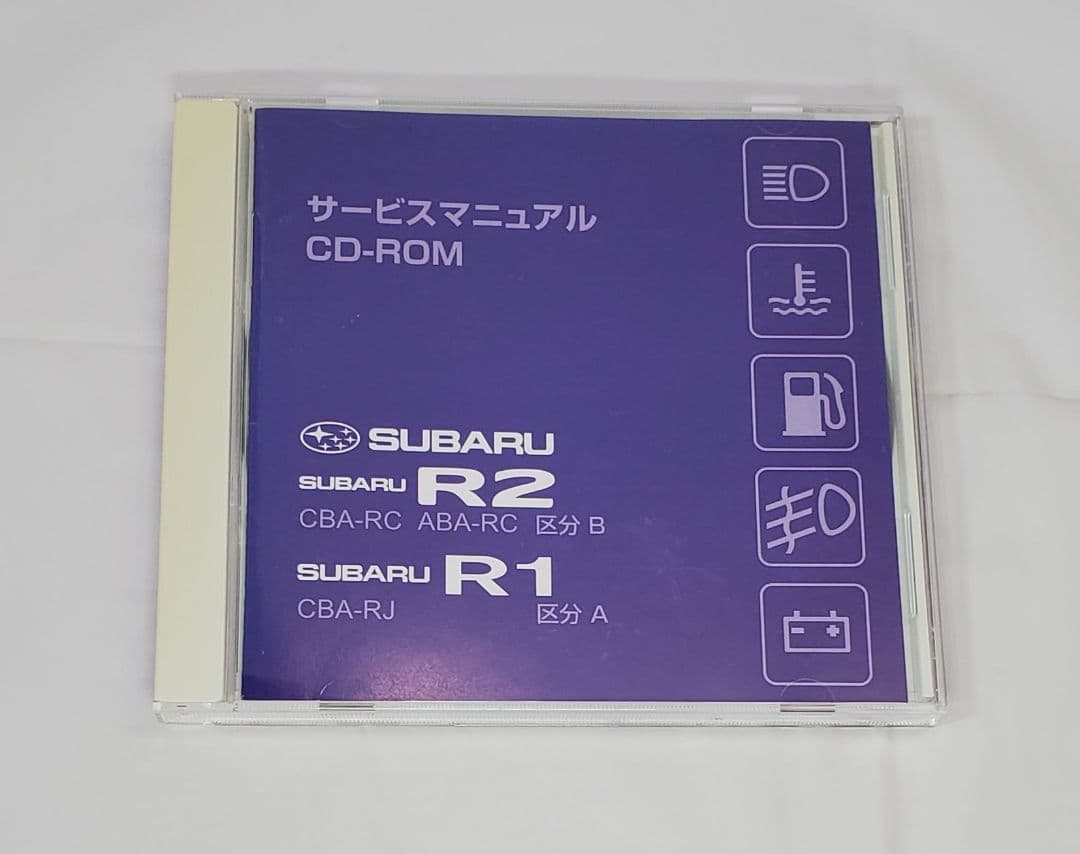 サービスマニュアル
CD-ROM
SUBARU
SUBARU R2
CBA-RC ABA-RC 区分 B
SUBARU R1
CBA-RJ 区分 A